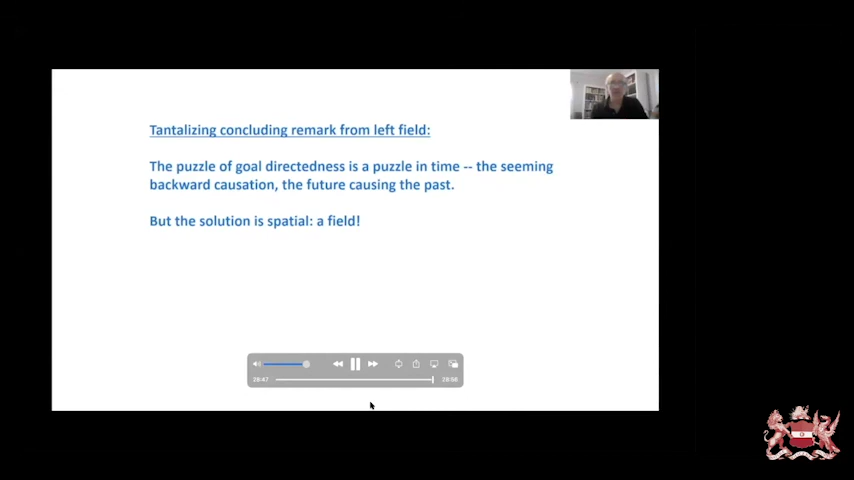 Tantalizing concluding remark from left field:
The puzzle of goal directedness is a puzzle in time -- the seeming
backward causation, the future causing the past.
But the solution is spatial: a field!
28:47
28:58